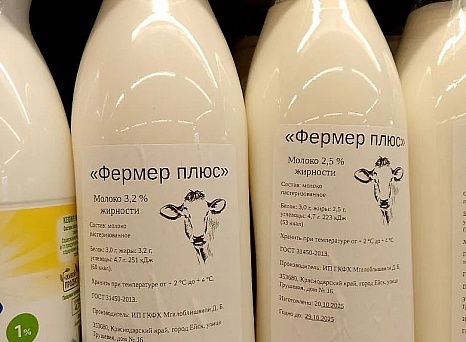 «Фермер плюс»
Молоко 3,2 %
жирности
Состав: молоко
пастеризованное
Белок: 3,0 г, жиры: 3,2 г,
углеводы: 4,7 г. 251 кДж
(60 ккал).
Хранить при температуре от + 2 °С до + 4 °С.
ГОСТ 31450-2013.
Производитель: ИП ГКФХ Мгалоблишвили Д. Б.
353680, Краснодарский край, город Ейск, улица
Грушевая, дом № 16.
«Фермер плюс»
Молоко 2,5 %
жирности
Состав: молоко
пастеризованное
Белок: 3,0 г, жиры: 2,5 г,
углеводы: 4,7 г. 223 кДж
(53 ккал).
Хранить при температуре от + 2 °С до + 4 °С.
ГОСТ 31450-2013.
Производитель: ИП ГКФХ Мгалоблишвили Д. Б.
353680, Краснодарский край, город Ейск, улица
Грушевая, дом № 16.
Изготовлено: 20.10.2025
Годно до: 29.10.2025
1%